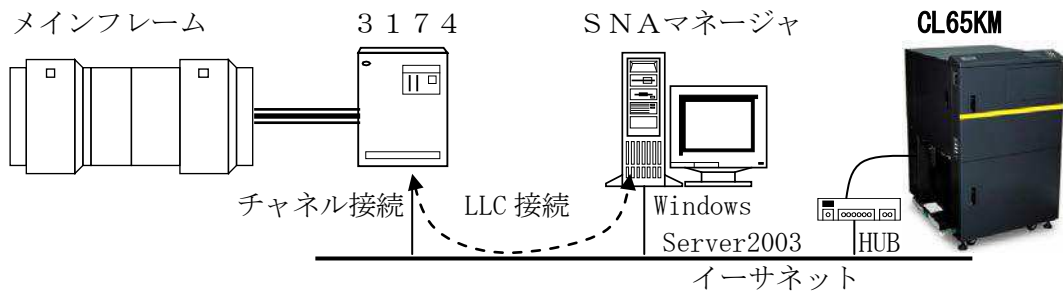 メインフレーム
３１７４
ＳＮＡマネージャ
CL65KM
チャネル接続
LLC 接続
Windows
Server2003
HUB
イーサネット